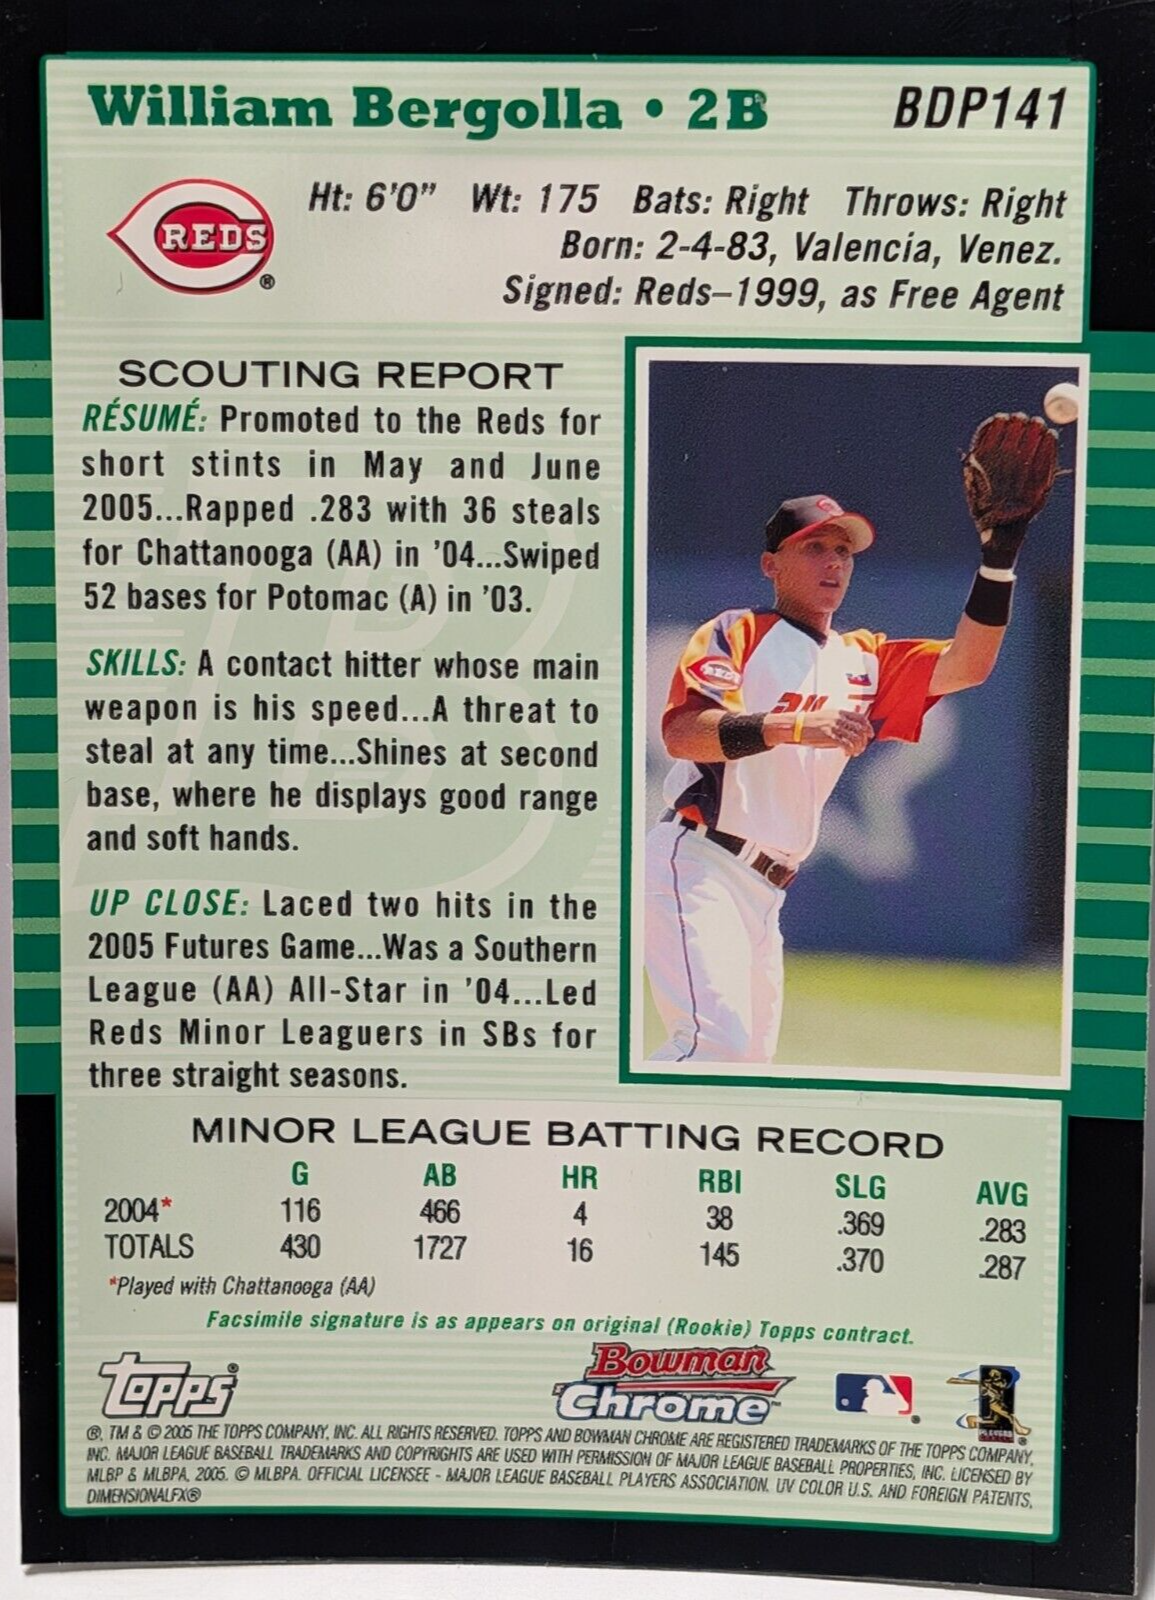 William Bergolla • 2B
BDP141
REDS®
Ht: 6'0" Wt: 175 Bats: Right Throws: Right
Born: 2-4-83, Valencia, Venez.
Signed: Reds–1999, as Free Agent
SCOUTING REPORT
RÉSUMÉ: Promoted to the Reds for
short stints in May and June
2005...Rapped .283 with 36 steals
for Chattanooga (AA) in '04...Swiped
52 bases for Potomac (A) in '03.
SKILLS: A contact hitter whose main
weapon is his speed...A threat to
steal at any time...Shines at second
base, where he displays good range
and soft hands.
UP CLOSE: Laced two hits in the
2005 Futures Game...Was a Southern
League (AA) All-Star in '04...Led
Reds Minor Leaguers in SBs for
three straight seasons.
REDS
MINOR LEAGUE BATTING RECORD
G AB HR RBI SLG AVG
2004* 116 466 4 38 .369 .283
TOTALS 430 1727 16 145 .370 .287
*Played with Chattanooga (AA)
Facsimile signature is as appears on original (Rookie) Topps contract.
Topps®
Bowman
Chrome™
PLAYERS
®, TM & © 2005 THE TOPPS COMPANY, INC. ALL RIGHTS RESERVED. TOPPS AND BOWMAN CHROME ARE REGISTERED TRADEMARKS OF THE TOPPS COMPANY,
INC. MAJOR LEAGUE BASEBALL TRADEMARKS AND COPYRIGHTS ARE USED WITH PERMISSION OF MAJOR LEAGUE BASEBALL PROPERTIES, INC. LICENSED BY
MLBP & MLBPA, 2005. © MLBPA. OFFICIAL LICENSEE - MAJOR LEAGUE BASEBALL PLAYERS ASSOCIATION. UV COLOR U.S. AND FOREIGN PATENTS.
DIMENSIONALFX®